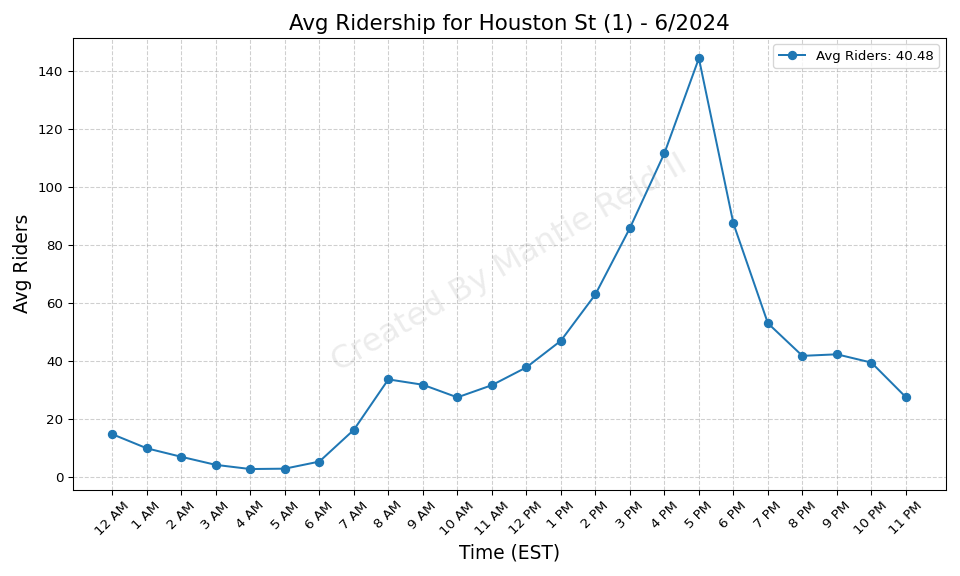 Avg Ridership for Houston St (1) - 6/2024
Avg Riders: 40.48
Avg Riders
140
120
100
80
60
40
20
0
Created By Mantie Reid II
12 AM
1 AM
2 AM
3 AM
4 AM
5 AM
6 AM
7 AM
8 AM
9 AM
10 AM
11 AM
12 PM
1 PM
2 PM
3 PM
4 PM
5 PM
6 PM
7 PM
8 PM
9 PM
10 PM
11 PM
Time (EST)